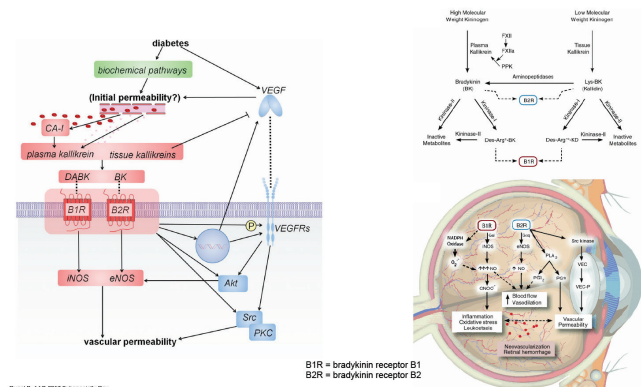 diabetes
biochemical pathways
VEGF
(Initial permeability?)
CA-I
plasma kallikrein
tissue kallikreins
DABK
BK
B1R
B2R
P
VEGFRs
iNOS
eNOS
Akt
Src
PKC
vascular permeability
High Molecular
Weight Kininogen
Low Molecular
Weight Kininogen
Plasma
Kallikrein
FXII
FXIIa
PPK
Tissue
Kallikrein
Aminopeptidases
Bradykinin
(BK)
Lys-BK
(Kallidin)
B2R
Kininase-II
Kininase-I
Kininase-I
Kininase-II
Inactive
Metabolites
Kininase-II
Des-Arg⁹-BK
Des-Arg¹⁰-KD
Kininase-II
Inactive
Metabolites
B1R
B1R
B2R
NADPH
Oxidase
iNOS
eNOS
PLA₂
Src kinase
NO
NO
VEC
CNOO⁻
VEC-P
Blood flow
Vasodilation
Inflammation
Oxidative stress
Leukostasis
Vascular
Permeability
Neovascularization
Retinal hemorrhage
B1R = bradykinin receptor B1
B2R = bradykinin receptor B2